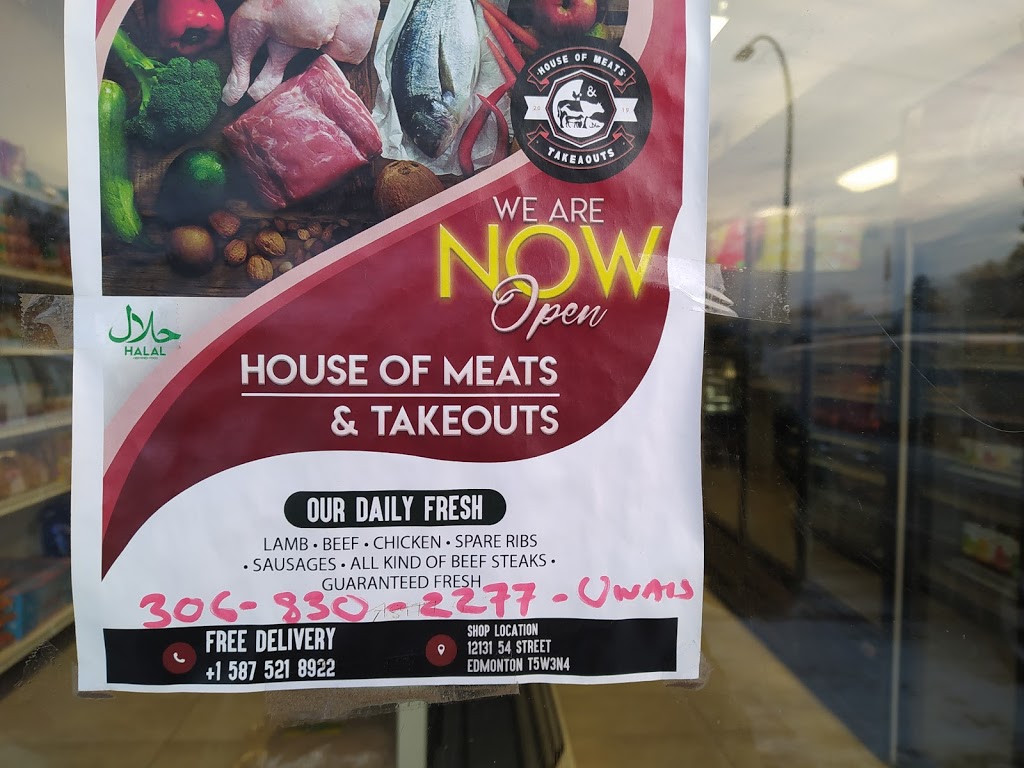 HOUSE OF MEATS
&
20 19
TAKEAOUTS
WE ARE
NOW
Open
حلال
HALAL
HOUSE OF MEATS
& TAKEOUTS
OUR DAILY FRESH
LAMB • BEEF • CHICKEN • SPARE RIBS
• SAUSAGES • ALL KIND OF BEEF STEAKS •
GUARANTEED FRESH
306-830-2277-
FREE DELIVERY
+1 587 521 8922
SHOP LOCATION
12131 54 STREET
EDMONTON T5W3N4